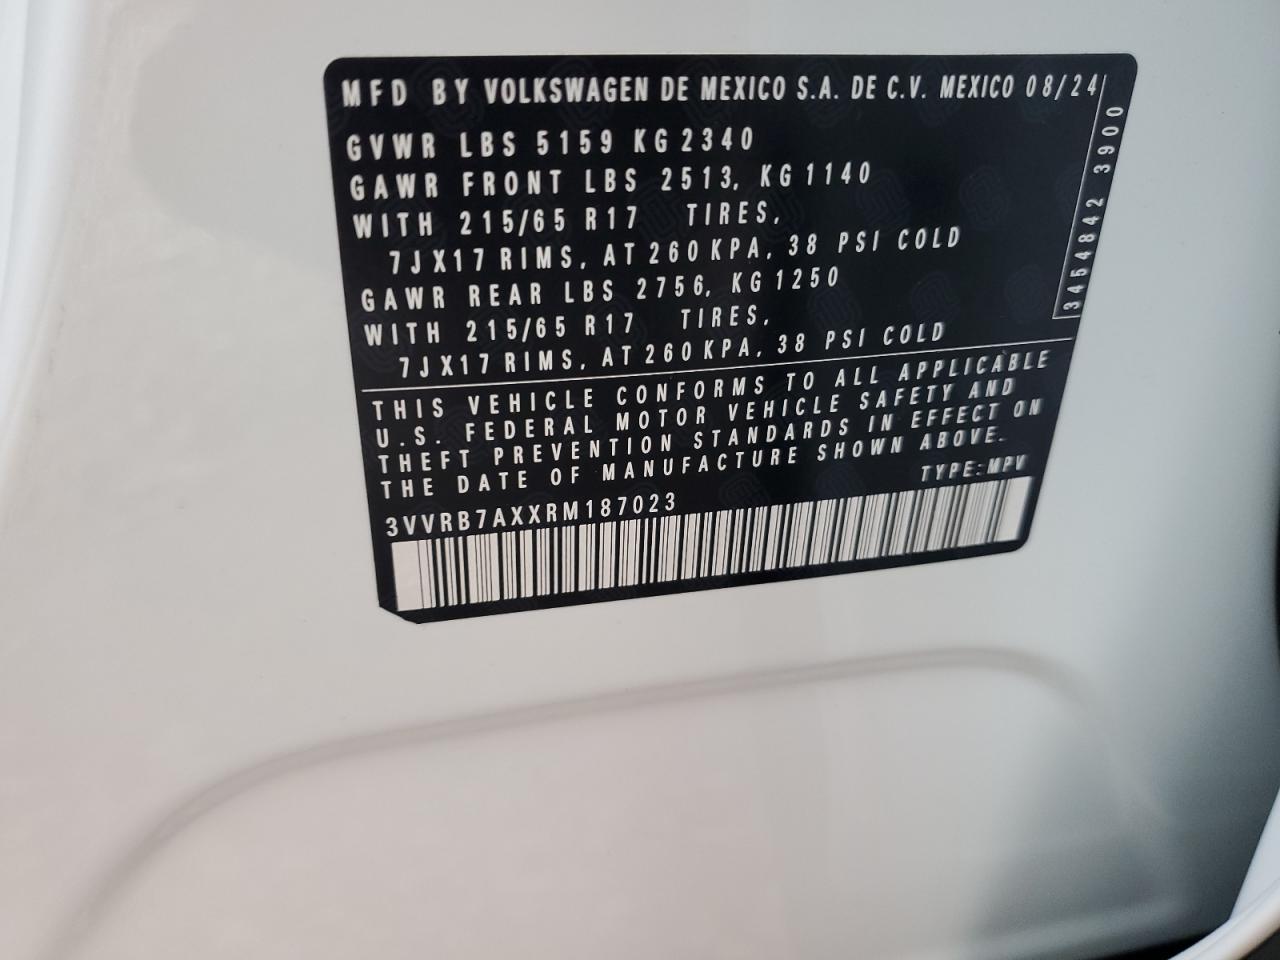 MFD BY VOLKSWAGEN DE MEXICO S.A. DE C.V. MEXICO 08/24
GVWR LBS 5159 KG 2340
GAWR FRONT LBS 2513, KG 1140
WITH 215/65 R17 TIRES,
7JX17 RIMS, AT 260 KPA, 38 PSI COLD
GAWR REAR LBS 2756, KG 1250
WITH 215/65 R17 TIRES,
7JX17 RIMS, AT 260 KPA, 38 PSI COLD
3454842 3900
THIS VEHICLE CONFORMS TO ALL APPLICABLE
U.S. FEDERAL MOTOR VEHICLE SAFETY AND
THEFT PREVENTION STANDARDS IN EFFECT ON
THE DATE OF MANUFACTURE SHOWN ABOVE.
TYPE:MPV
3VVRB7AXXRM187023